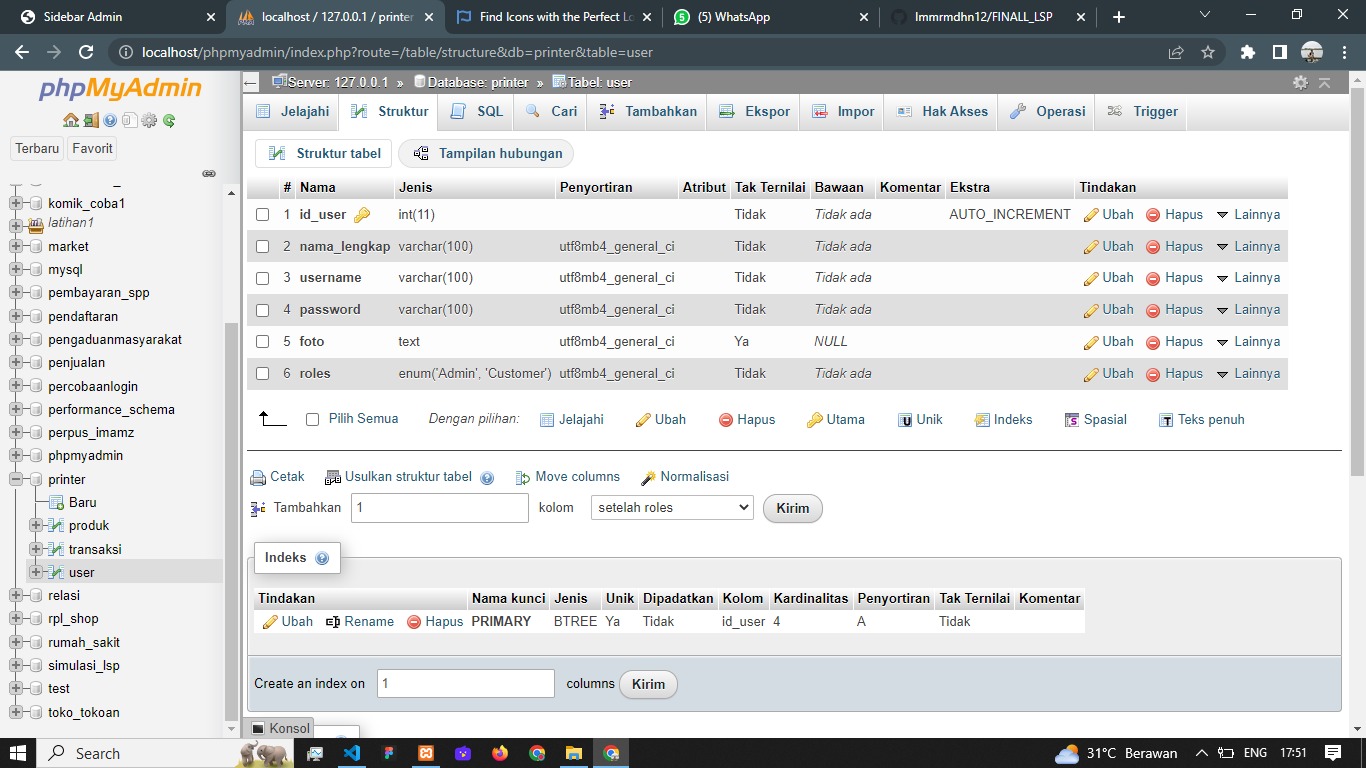 Sidebar Admin
localhost / 127.0.0.1 / printer
Find Icons with the Perfect Lo
(5) WhatsApp
Immrmdhn12/FINALL_LSP
localhost/phpmyadmin/index.php?route=/table/structure&db=printer&table=user
phpMyAdmin
Terbaru Favorit
komik_coba1
latihan1
market
mysql
pembayaran_spp
pendaftaran
pengaduanmasyarakat
penjualan
percobaanlogin
performance_schema
perpus_imamz
phpmyadmin
printer
Baru
produk
transaksi
user
relasi
rpl_shop
rumah_sakit
simulasi_lsp
test
toko_tokoan
Server: 127.0.0.1 » Database: printer » Tabel: user
Jelajahi Struktur SQL Cari Tambahkan Ekspor Impor Hak Akses Operasi Trigger
Struktur tabel Tampilan hubungan
# Nama Jenis Penyortiran Atribut Tak Ternilai Bawaan Komentar Ekstra Tindakan
1 id_user int(11) Tidak Tidak ada AUTO_INCREMENT Ubah Hapus Lainnya
2 nama_lengkap varchar(100) utf8mb4_general_ci Tidak Tidak ada Ubah Hapus Lainnya
3 username varchar(100) utf8mb4_general_ci Tidak Tidak ada Ubah Hapus Lainnya
4 password varchar(100) utf8mb4_general_ci Tidak Tidak ada Ubah Hapus Lainnya
5 foto text utf8mb4_general_ci Ya NULL Ubah Hapus Lainnya
6 roles enum('Admin', 'Customer') utf8mb4_general_ci Tidak Tidak ada Ubah Hapus Lainnya
Pilih Semua Dengan pilihan: Jelajahi Ubah Hapus Utama Unik Indeks Spasial Teks penuh
Cetak Usulkan struktur tabel Move columns Normalisasi
Tambahkan 1 kolom setelah roles Kirim
Indeks
Tindakan Nama kunci Jenis Unik Dipadatkan Kolom Kardinalitas Penyortiran Tak Ternilai Komentar
Ubah Rename Hapus PRIMARY BTREE Ya Tidak id_user 4 A Tidak
Create an index on 1 columns Kirim
Konsol
Search
31°C Berawan ENG 17:51